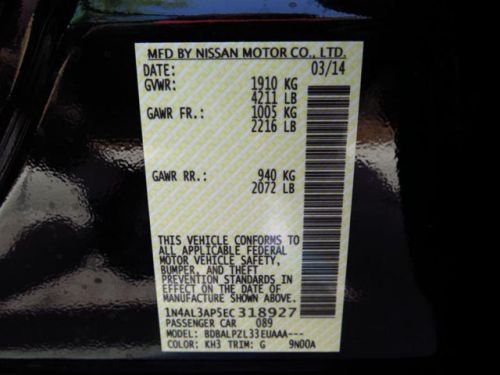 MFD BY NISSAN MOTOR CO., LTD.
DATE: 03/14
GVWR: 1910 KG
4211 LB
GAWR FR.: 1005 KG
2216 LB
GAWR RR.: 940 KG
2072 LB
THIS VEHICLE CONFORMS TO
ALL APPLICABLE FEDERAL
MOTOR VEHICLE SAFETY,
BUMPER, AND THEFT
PREVENTION STANDARDS IN
EFFECT ON THE DATE OF
MANUFACTURE SHOWN ABOVE.
1N4AL3AP5EC318927
PASSENGER CAR 089
MODEL: BDBALPZL33EUAAA---
COLOR: KH3 TRIM: G 9N00A